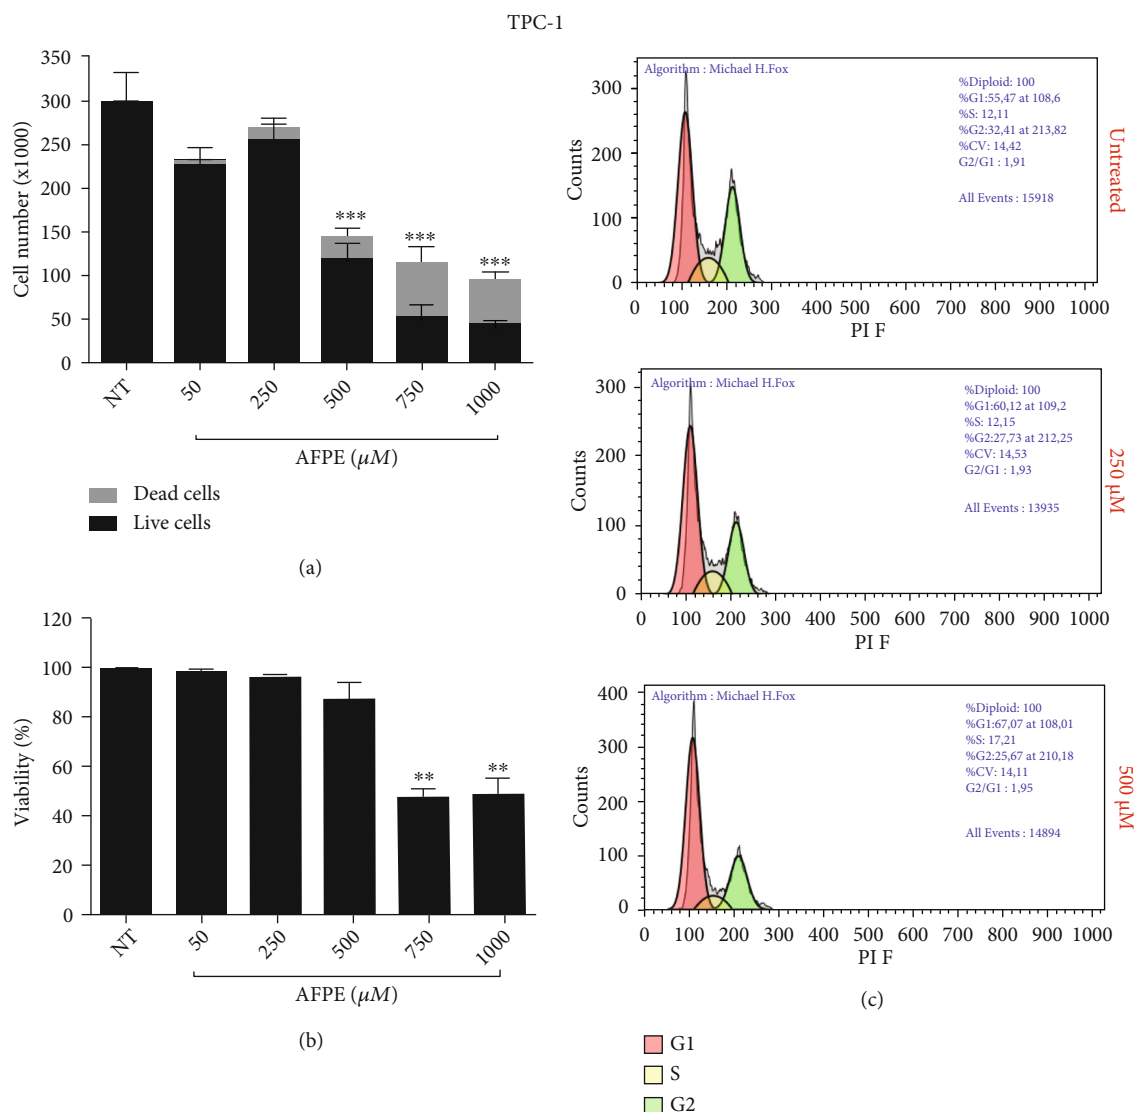 TPC-1
350
300
250
200
150
100
50
0
Cell number (x1000)
***
***
***
NT
50
250
500
750
1000
AFPE (μM)
Dead cells
Live cells
(a)
120
100
80
60
40
20
0
Viability (%)
**
**
NT
50
250
500
750
1000
AFPE (μM)
(b)
Algorithm : Michael H.Fox
%Diploid: 100
%G1:55,47 at 108,6
%S: 12,11
%G2:32,41 at 213,82
%CV: 14,42
G2/G1 : 1,91
All Events : 15918
300
200
100
0
Counts
0 100 200 300 400 500 600 700 800 900 1000
PI F
Untreated
Algorithm : Michael H.Fox
%Diploid: 100
%G1:60,12 at 109,2
%S: 12,15
%G2:27,73 at 212,25
%CV: 14,53
G2/G1 : 1,93
All Events : 13935
300
200
100
0
Counts
0 100 200 300 400 500 600 700 800 900 1000
PI F
250 μM
Algorithm : Michael H.Fox
%Diploid: 100
%G1:67,07 at 108,01
%S: 17,21
%G2:25,67 at 210,18
%CV: 14,11
G2/G1 : 1,95
All Events : 14894
400
300
200
100
0
Counts
0 100 200 300 400 500 600 700 800 900 1000
PI F
500 μM
(c)
G1
S
G2